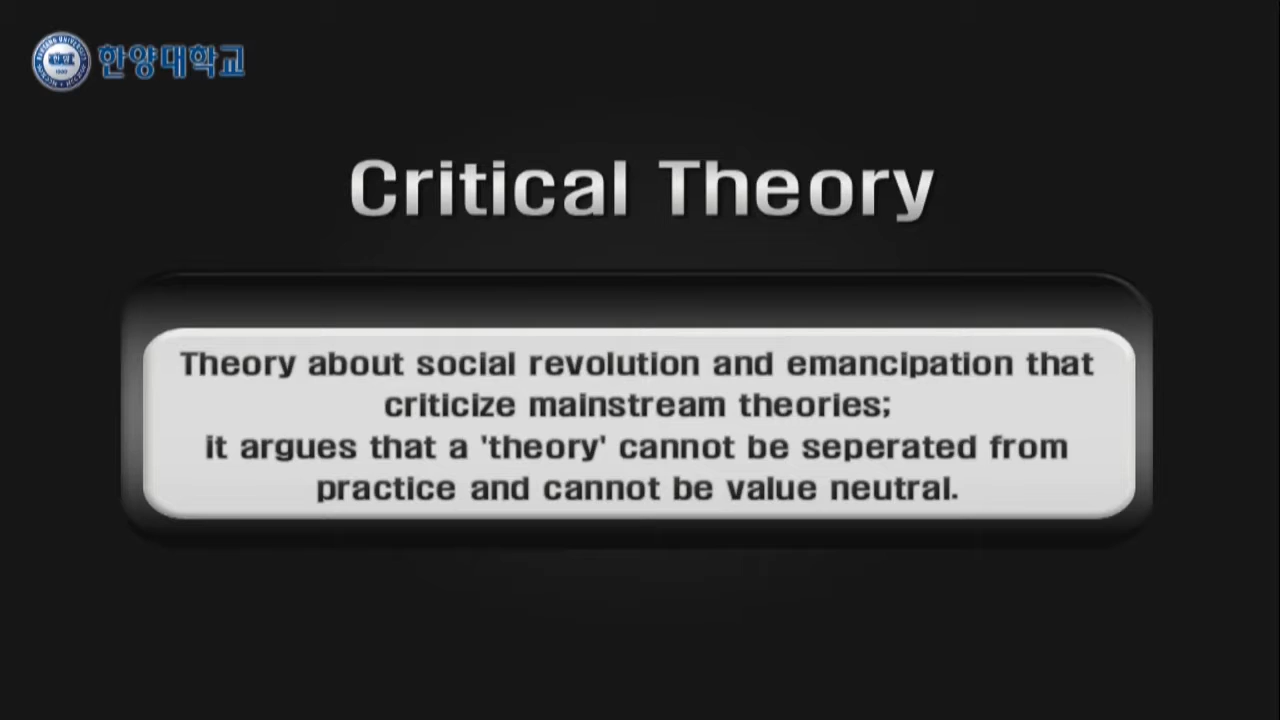 한양대학교
Critical Theory
Theory about social revolution and emancipation that
criticize mainstream theories;
it argues that a 'theory' cannot be seperated from
practice and cannot be value neutral.